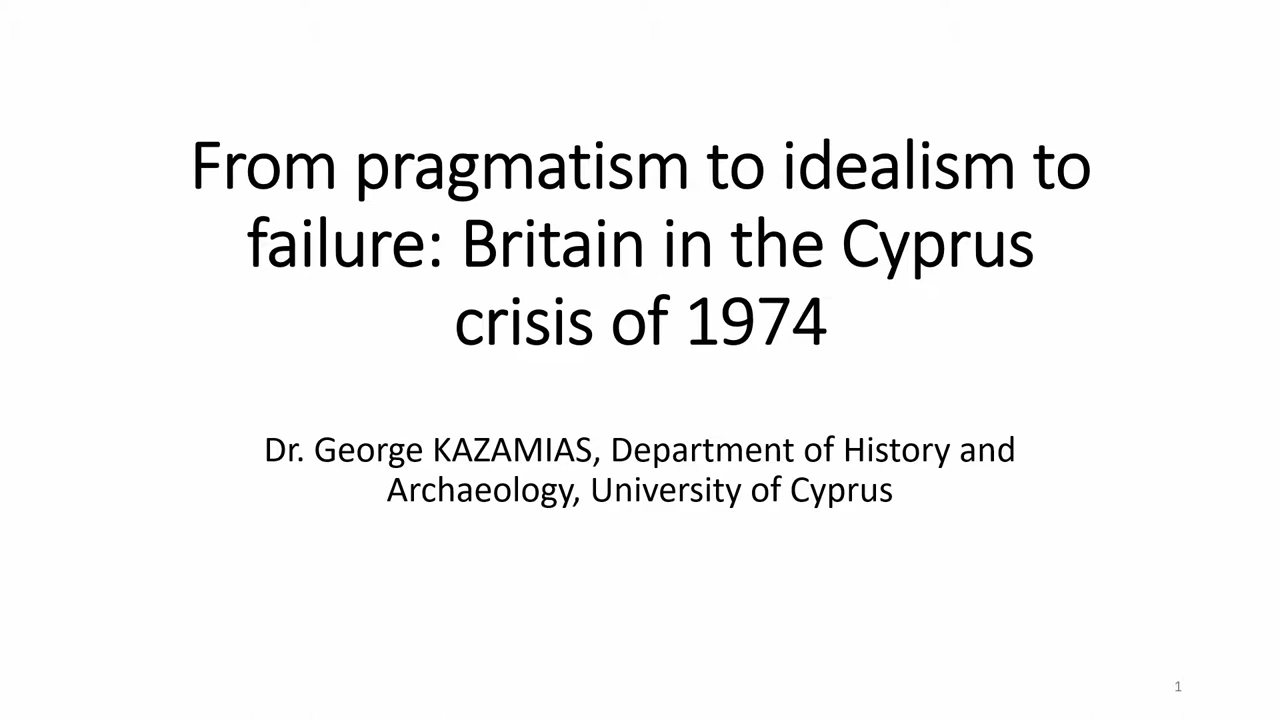 From pragmatism to idealism to
failure: Britain in the Cyprus
crisis of 1974
Dr. George KAZAMIAS, Department of History and
Archaeology, University of Cyprus
1